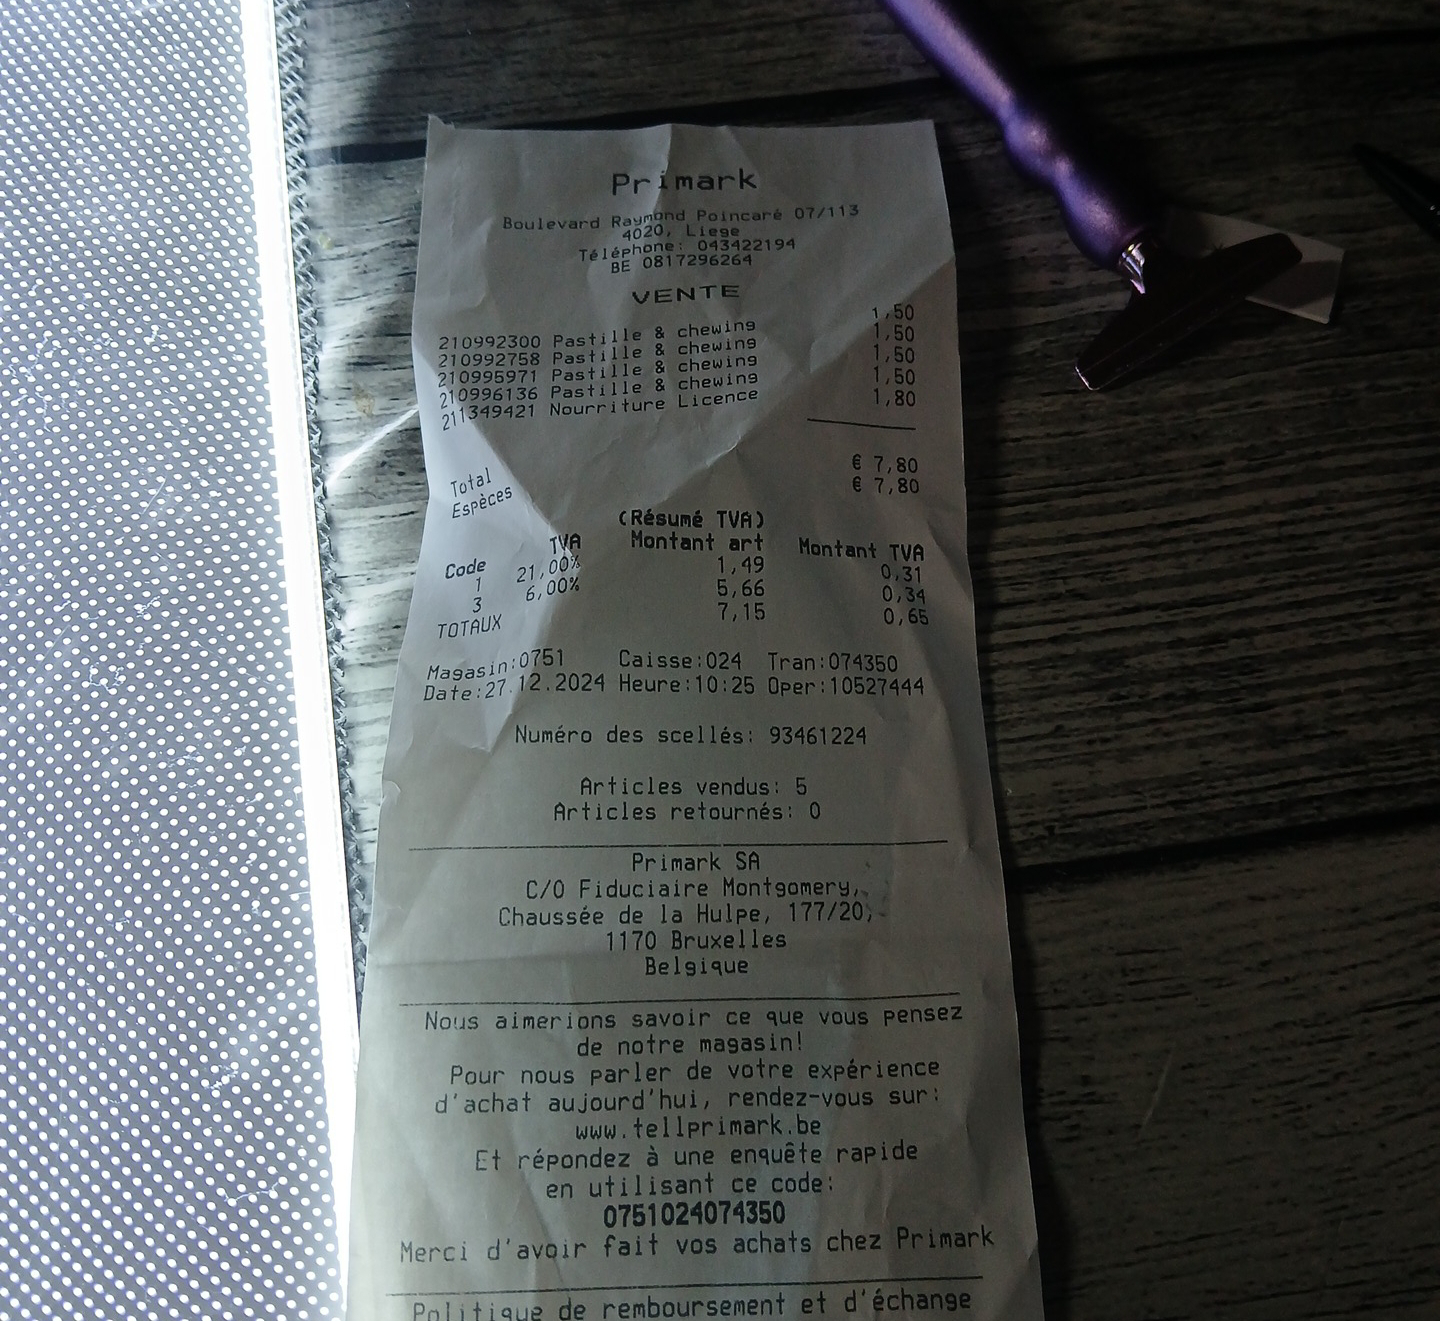 Primark
Boulevard Raymond Poincaré 07/113
4020, Liege
Téléphone: 043422194
BE 0817296264
VENTE
210992300 Pastille & chewing 1,50
210992758 Pastille & chewing 1,50
210995971 Pastille & chewing 1,50
210996136 Pastille & chewing 1,50
211349421 Nourriture Licence 1,80
Total € 7,80
Espèces € 7,80
(Résumé TVA)
Code TVA Montant art Montant TVA
1 21,00% 1,49 0,31
3 6,00% 5,66 0,34
TOTAUX 7,15 0,65
Magasin:0751 Caisse:024 Tran:074350
Date:27.12.2024 Heure:10:25 Oper:10527444
Numéro des scellés: 93461224
Articles vendus: 5
Articles retournés: 0
Primark SA
C/O Fiduciaire Montgomery,
Chaussée de la Hulpe, 177/20,
1170 Bruxelles
Belgique
Nous aimerions savoir ce que vous pensez
de notre magasin!
Pour nous parler de votre expérience
d'achat aujourd'hui, rendez-vous sur:
www.tellprimark.be
Et répondez à une enquête rapide
en utilisant ce code:
0751024074350
Merci d'avoir fait vos achats chez Primark
Politique de remboursement et d'échange